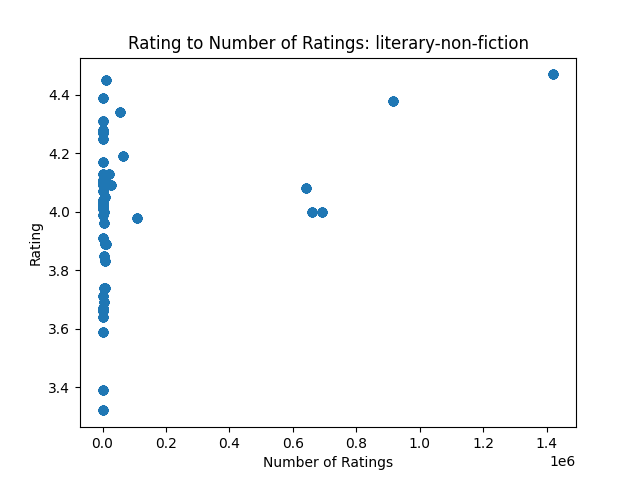 Rating to Number of Ratings: literary-non-fiction
4.4
4.2
4.0
3.8
3.6
3.4
Rating
0.0 0.2 0.4 0.6 0.8 1.0 1.2 1.4
1e6
Number of Ratings